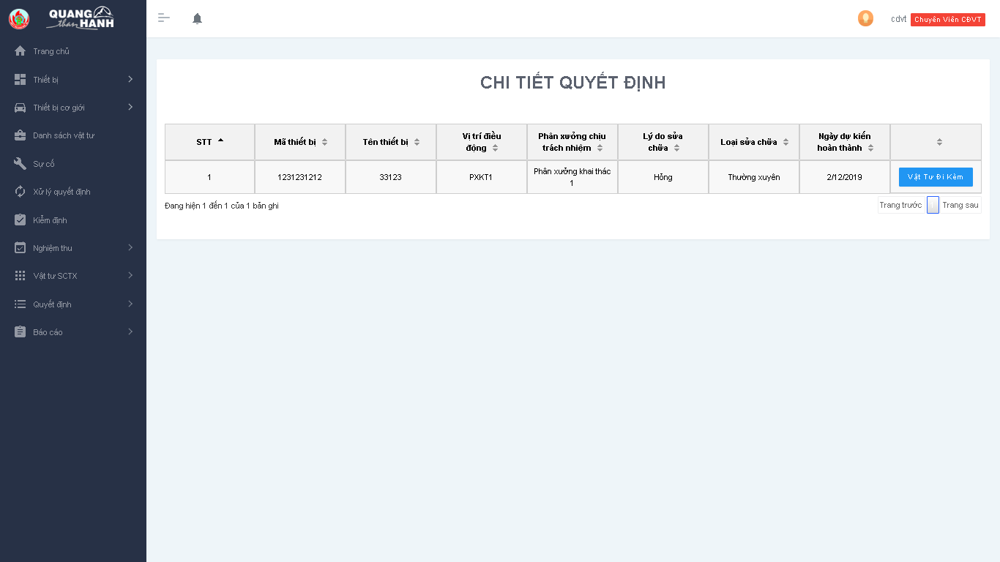 QUANG
than HANH
cdvt Chuyên Viên CĐVT
Trang chủ
Thiết bị
Thiết bị cơ giới
Danh sách vật tư
Sự cố
Xử lý quyết định
Kiểm định
Nghiệm thu
Vật tư SCTX
Quyết định
Báo cáo
CHI TIẾT QUYẾT ĐỊNH
STT Mã thiết bị Tên thiết bị Vị trí điều Phân xưởng chịu Lý do sửa Loại sửa chữa Ngày dự kiến
động trách nhiệm chữa hoàn thành
1 1231231212 33123 PXKT1 Phân xưởng khai thác Hỏng Thường xuyên 2/12/2019 Vật Tư Đi Kèm
1
Đang hiện 1 đến 1 của 1 bản ghi Trang trước Trang sau